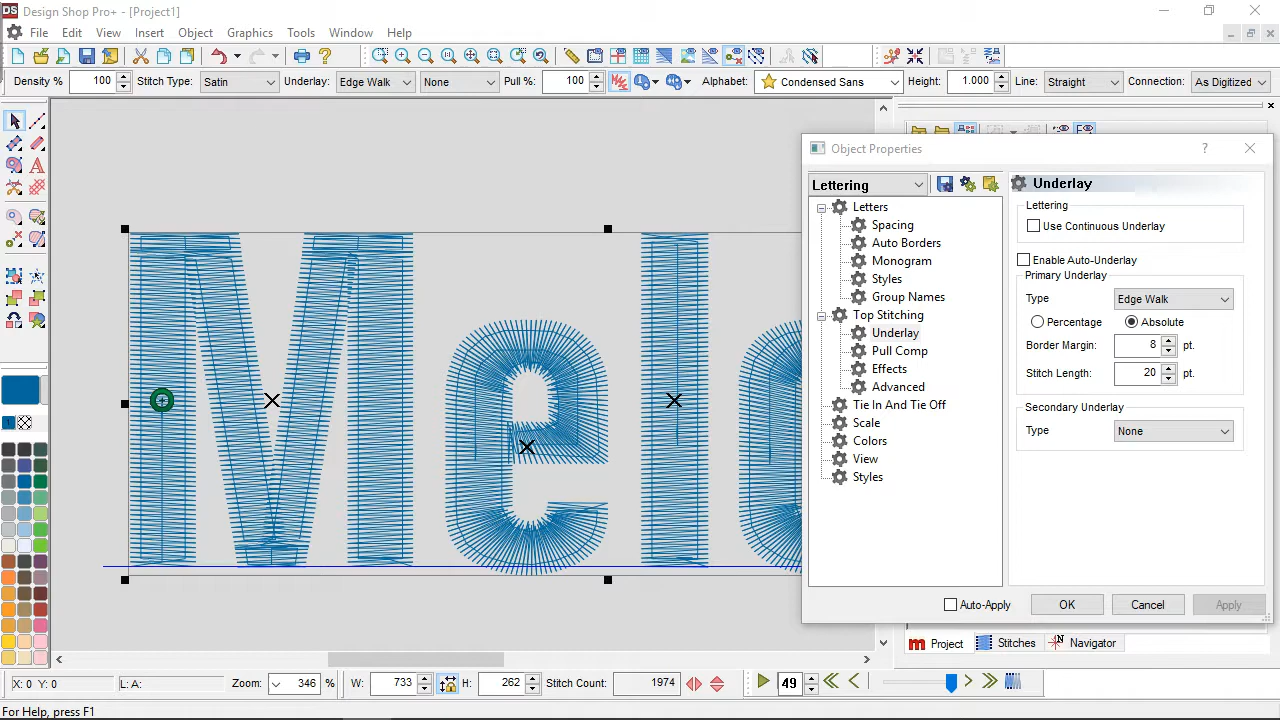 DS Design Shop Pro+ - [Project1]
File Edit View Insert Object Graphics Tools Window Help
Density % 100 Stitch Type: Satin Underlay: Edge Walk None Pull %: 100 Alphabet: Condensed Sans Height: 1.000 Line: Straight Connection: As Digitized
Object Properties ?
Lettering
Letters
Spacing
Auto Borders
Monogram
Styles
Group Names
Top Stitching
Underlay
Pull Comp
Effects
Advanced
Tie In And Tie Off
Scale
Colors
View
Styles
Underlay
Lettering
Use Continuous Underlay
Enable Auto-Underlay
Primary Underlay
Type Edge Walk
Percentage Absolute
Border Margin: 8 pt.
Stitch Length: 20 pt.
Secondary Underlay
Type None
Auto-Apply OK Cancel Apply
Melc
Project Stitches Navigator
X: 0 Y: 0 L: A: Zoom: 346 % W: 733 H: 262 Stitch Count: 1974 49
For Help, press F1